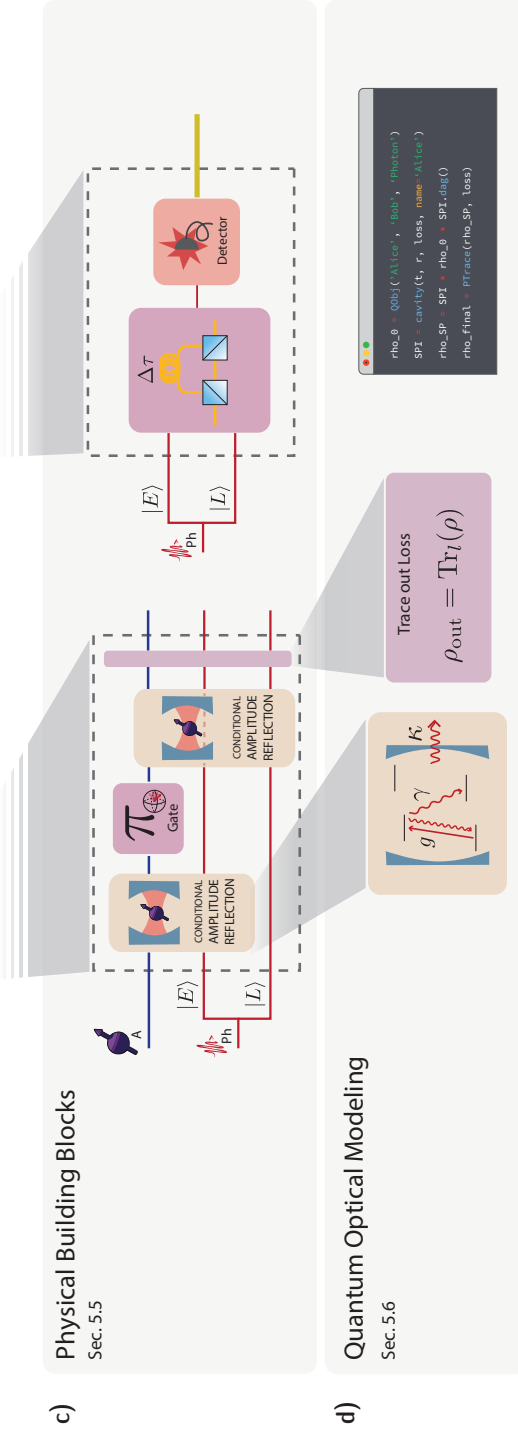 c)
Physical Building Blocks
Sec. 5.5
A
Ph
|E⟩
|L⟩
CONDITIONAL
AMPLITUDE
REFLECTION
π
Gate
CONDITIONAL
AMPLITUDE
REFLECTION
Ph
|E⟩
|L⟩
Δτ
Detector
d)
Quantum Optical Modeling
Sec. 5.6
g
γ
κ
Trace out Loss
ρout = Trl(ρ)
rho_0 = QObj('Alice', 'Bob', 'Photon')
SPI = cavity(t, r, loss, name='Alice')
rho_SP = SPI * rho_0 * SPI.dag()
rho_final = PTrace(rho_SP, loss)